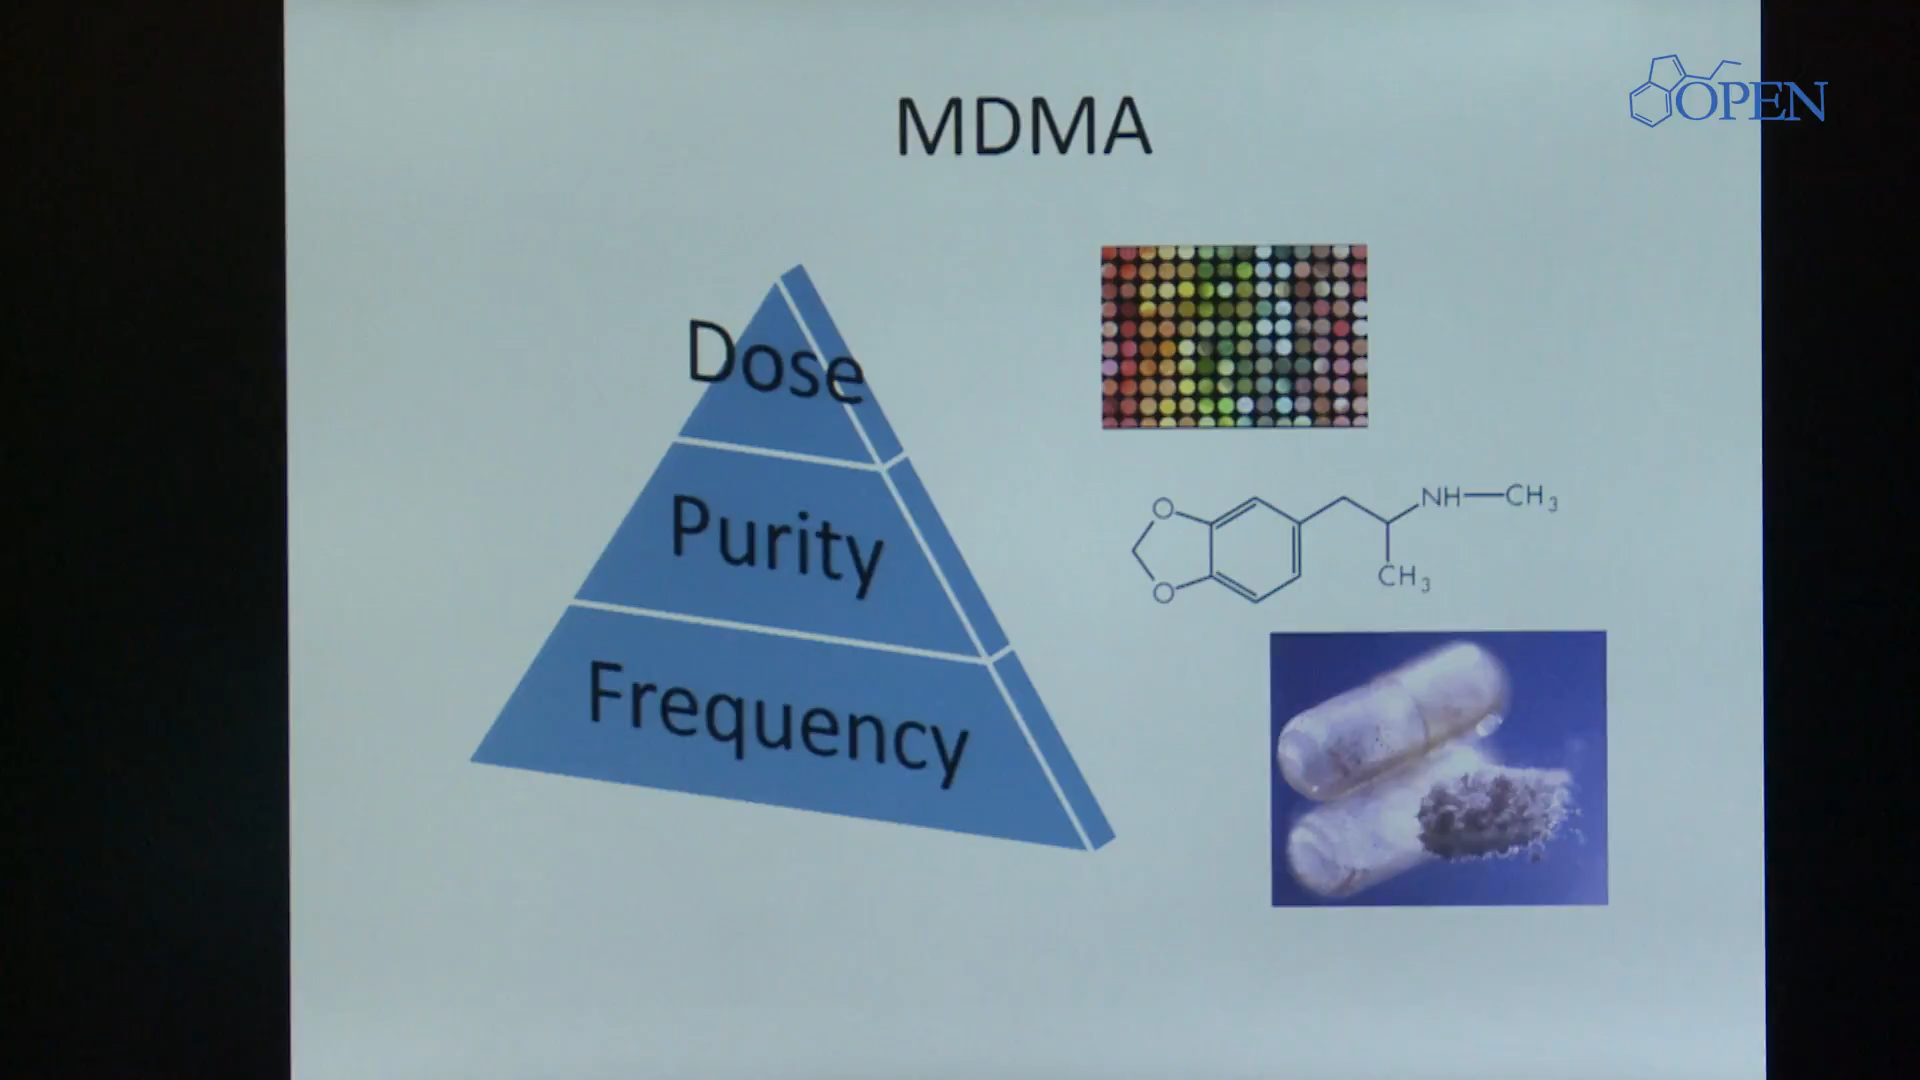 MDMA
OPEN
Dose
Purity
Frequency
O
NH—CH3
CH3
O